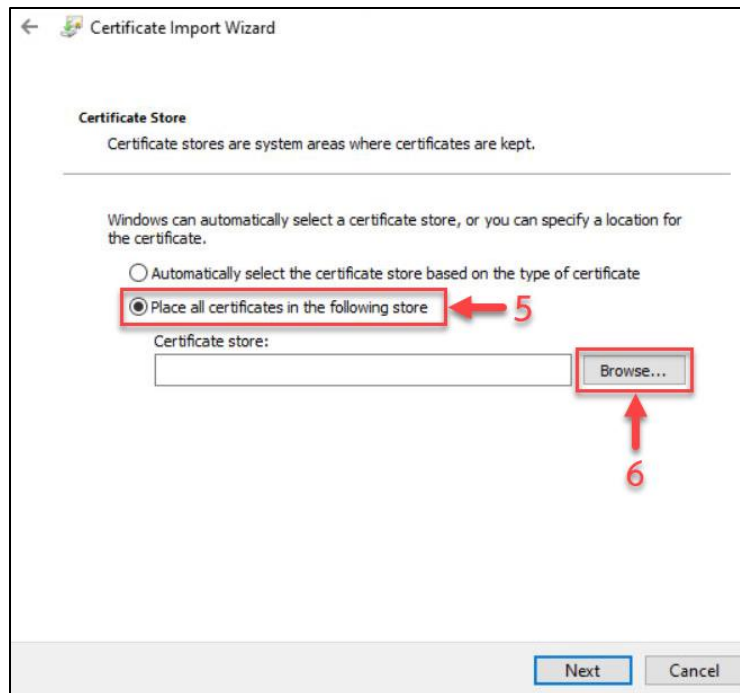 Certificate Import Wizard
Certificate Store
Certificate stores are system areas where certificates are kept.
Windows can automatically select a certificate store, or you can specify a location for
the certificate.
Automatically select the certificate store based on the type of certificate
Place all certificates in the following store
5
Certificate store:
Browse...
6
Next
Cancel